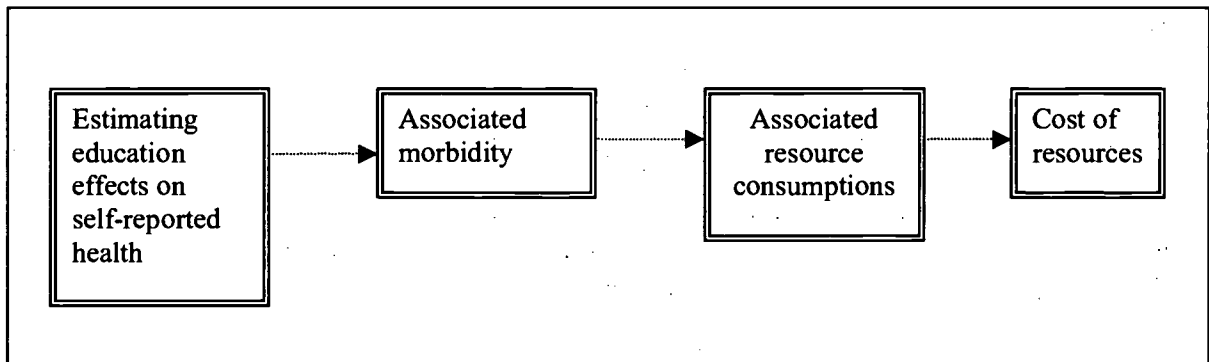 Estimating
education
effects on
self-reported
health
Associated
morbidity
Associated
resource
consumptions
Cost of
resources